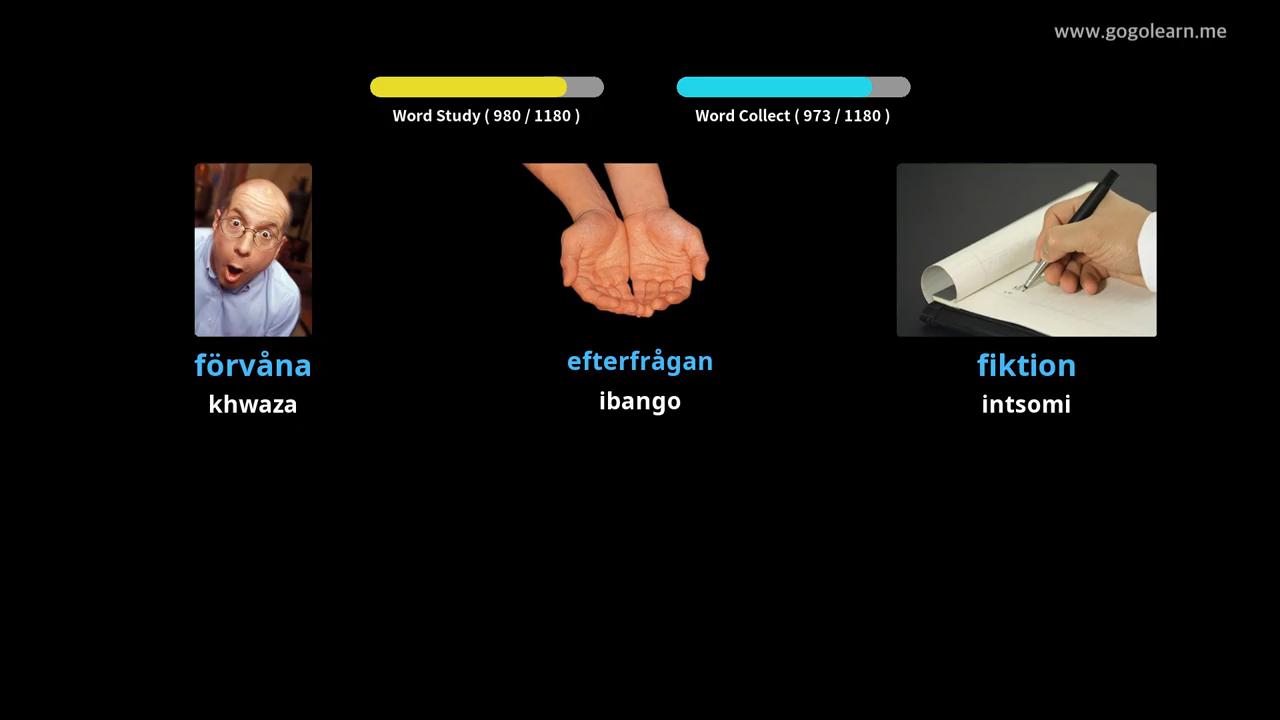 www.gogolearn.me
Word Study ( 980 / 1180 )
Word Collect ( 973 / 1180 )
förvåna
khwaza
efterfrågan
ibango
fiktion
intsomi